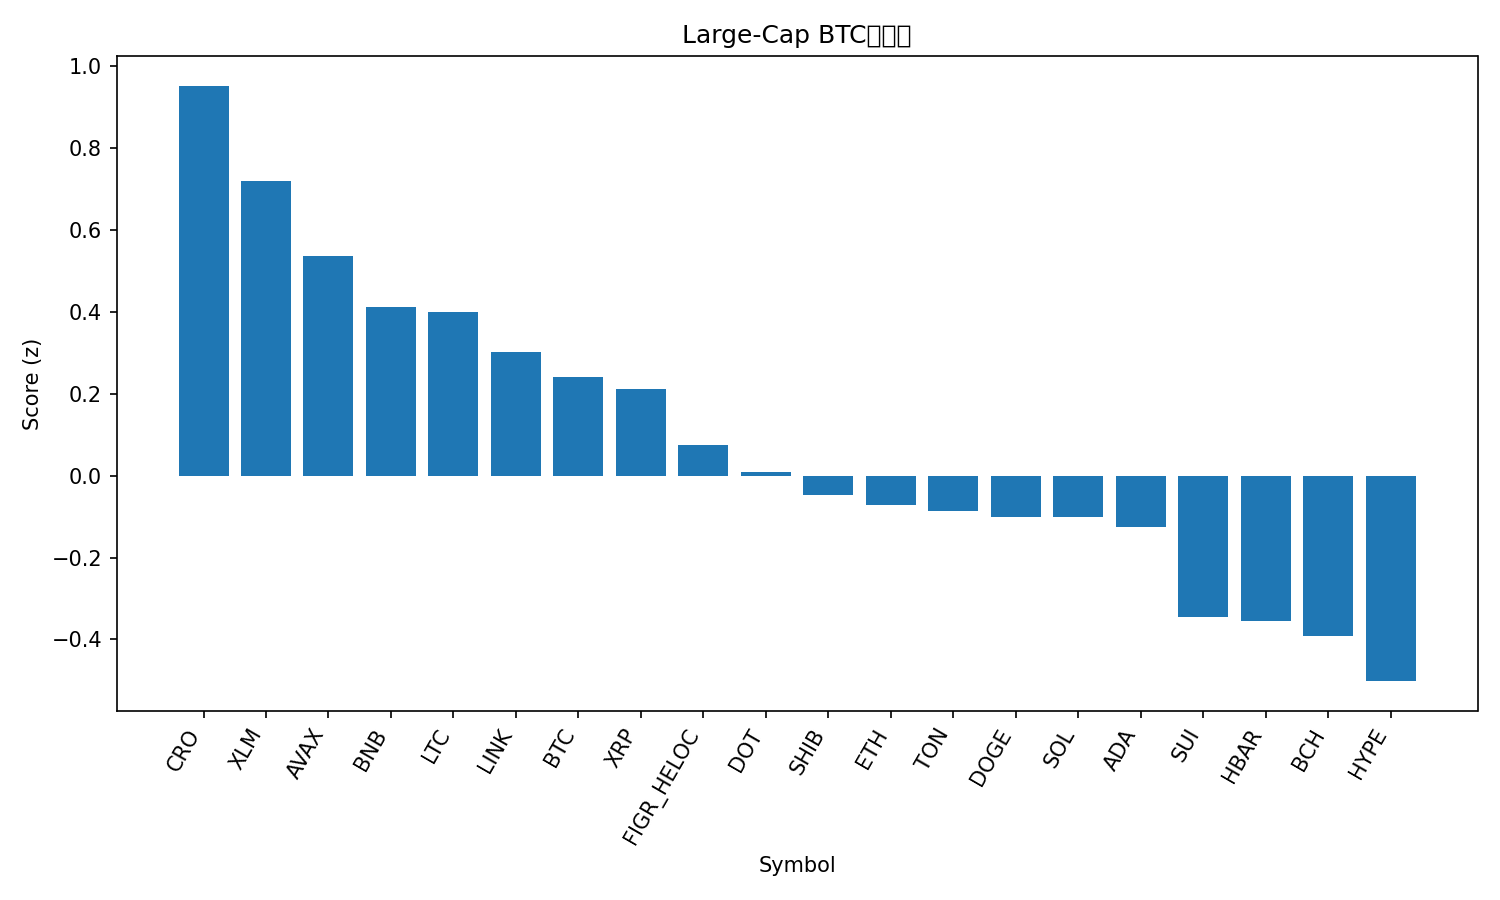 Large-Cap BTC
1.0
0.8
0.6
0.4
0.2
0.0
−0.2
−0.4
Score (z)
CRO
XLM
AVAX
BNB
LTC
LINK
BTC
XRP
FIGR_HELOC
DOT
SHIB
ETH
TON
DOGE
SOL
ADA
SUI
HBAR
BCH
HYPE
Symbol